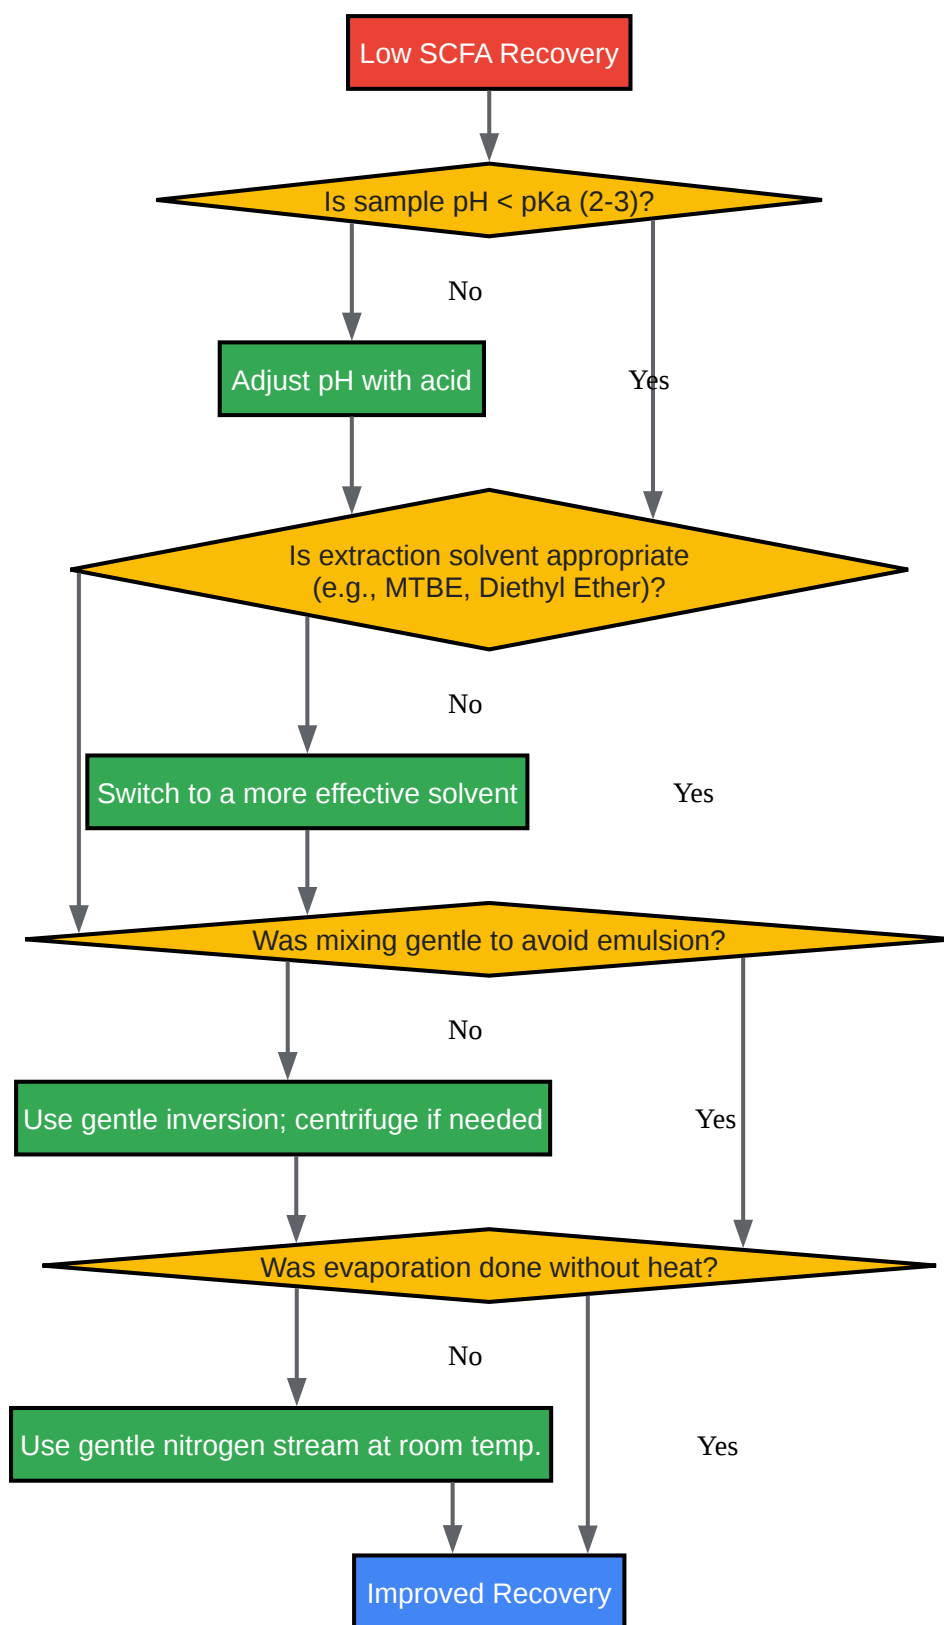 Low SCFA Recovery
Is sample pH < pKa (2-3)?
No
Adjust pH with acid
Yes
Is extraction solvent appropriate
(e.g., MTBE, Diethyl Ether)?
No
Switch to a more effective solvent
Yes
Was mixing gentle to avoid emulsion?
No
Use gentle inversion; centrifuge if needed
Yes
Was evaporation done without heat?
No
Use gentle nitrogen stream at room temp.
Yes
Improved Recovery